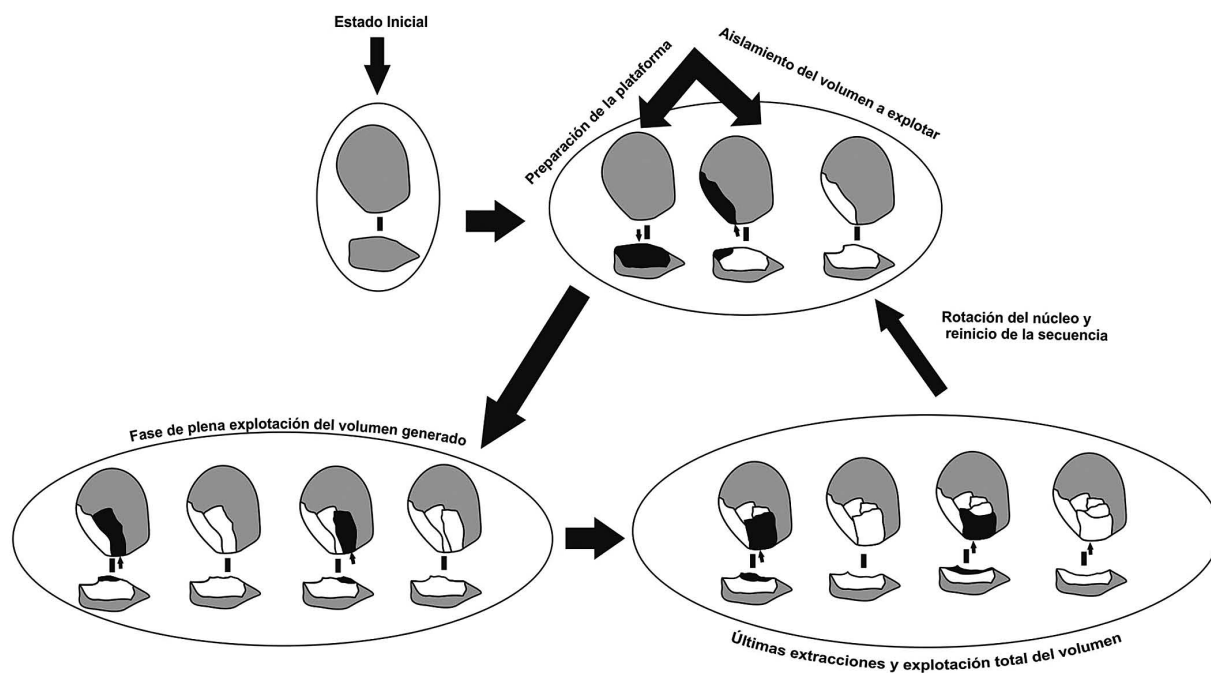 Estado Inicial
Preparación de la plataforma
Aislamiento del volumen a explotar
Rotación del núcleo y
reinicio de la secuencia
Fase de plena explotación del volumen generado
Últimas extracciones y explotación total del volumen